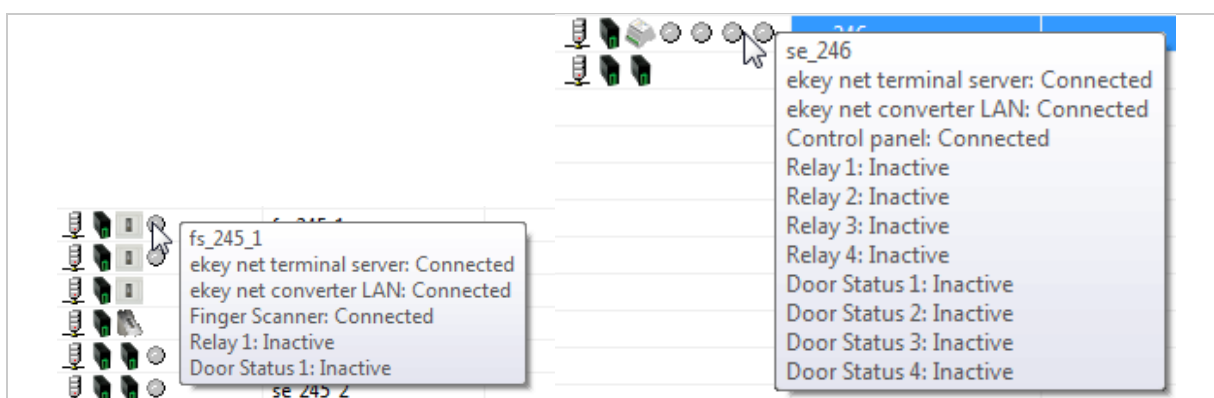 fs_245_1
ekey net terminal server: Connected
ekey net converter LAN: Connected
Finger Scanner: Connected
Relay 1: Inactive
Door Status 1: Inactive
se_245_2
se_246
ekey net terminal server: Connected
ekey net converter LAN: Connected
Control panel: Connected
Relay 1: Inactive
Relay 2: Inactive
Relay 3: Inactive
Relay 4: Inactive
Door Status 1: Inactive
Door Status 2: Inactive
Door Status 3: Inactive
Door Status 4: Inactive